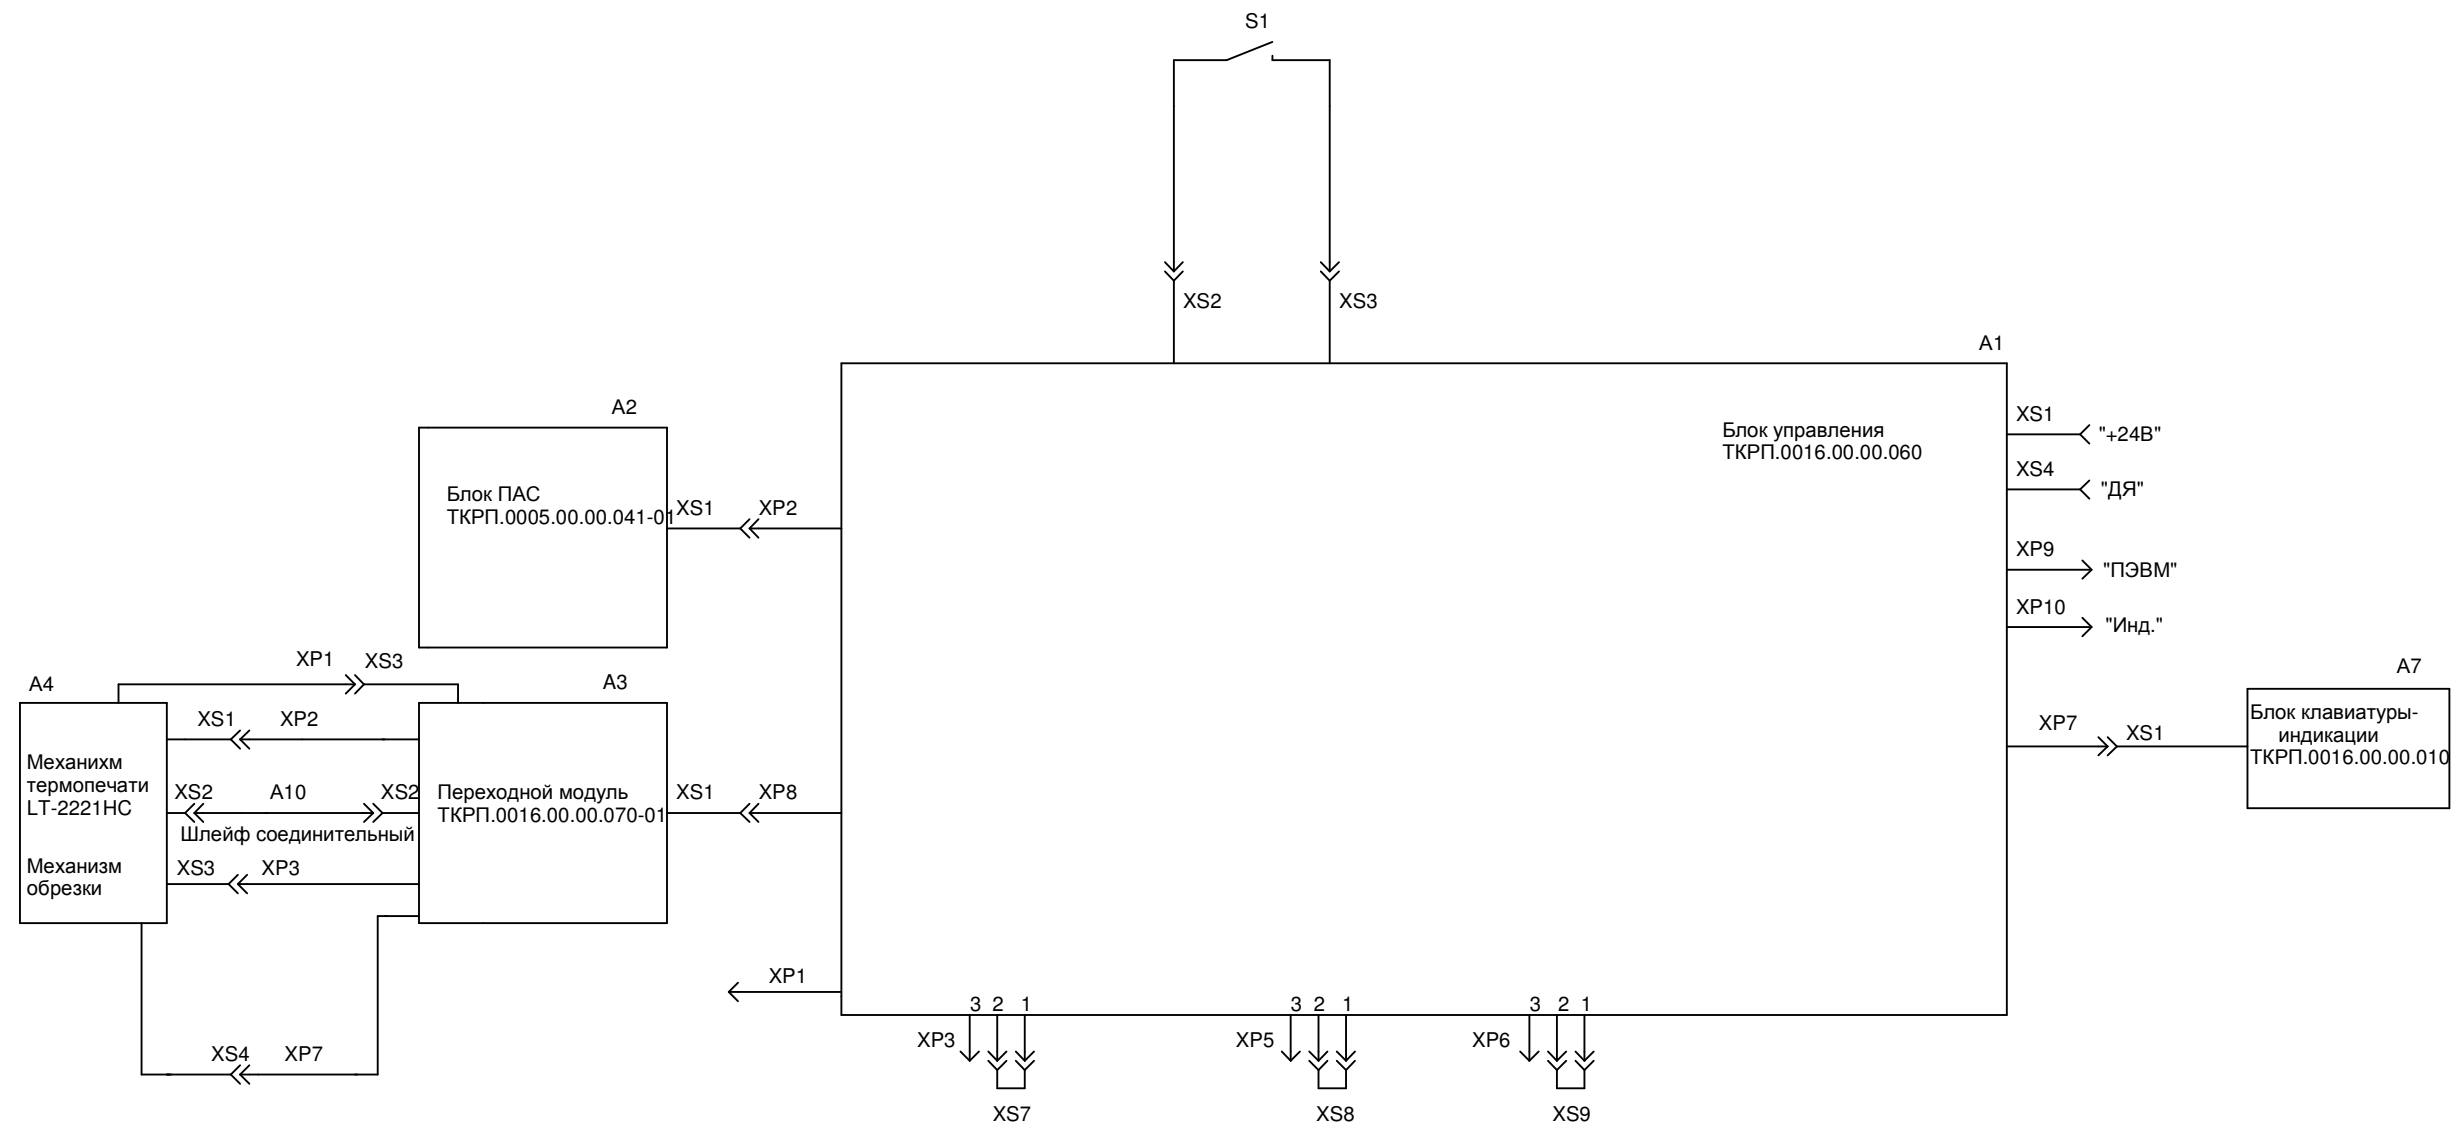 S1
XS2
XS3
A1
A2
XS1
"+24В"
Блок управления
ТКРП.0016.00.00.060
XS4
"ДЯ"
Блок ПАС
ТКРП.0005.00.00.041-01
XS1
XP2
XP9
"ПЭВМ"
XP10
"Инд."
XP1
XS3
A4
A3
A7
XS1
XP2
Блок клавиатуры-
индикации
ТКРП.0016.00.00.010
XP7
XS1
Механихм
термопечати
LT-2221HC
XS2
A10
XS2
Шлейф соединительный
Переходной модуль
ТКРП.0016.00.00.070-01
XS1
XP8
Механизм
обрезки
XS3
XP3
XP1
3 2 1
3 2 1
3 2 1
XP3
XP5
XP6
XS4
XP7
XS7
XS8
XS9